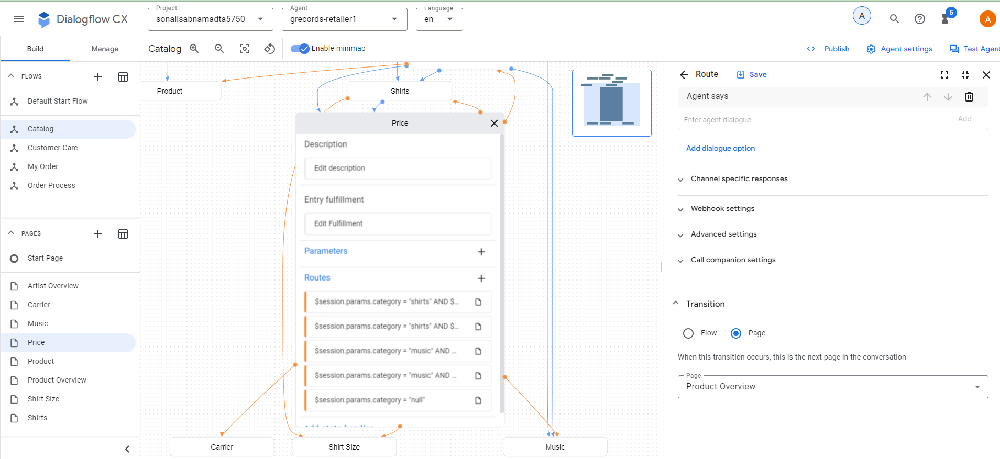 Project
sonalisabnamadta5750
Agent
grecords-retailer1
Language
en
Dialogflow CX
A
5
A
Build
Manage
Catalog
Enable minimap
Publish
Agent settings
Test Agent
FLOWS
Default Start Flow
Catalog
Customer Care
My Order
Order Process
PAGES
Start Page
Artist Overview
Carrier
Music
Price
Product
Product Overview
Shirt Size
Shirts
Product Overview
Product
Shirts
Price
Description
Edit description
Entry fulfillment
Edit Fulfillment
Parameters
Routes
$session.params.category = "shirts" AND $...
$session.params.category = "shirts" AND $...
$session.params.category = "music" AND ...
$session.params.category = "music" AND ...
$session.params.category = "null"
Add state handler
Carrier
Shirt Size
Music
Route
Save
Agent says
Enter agent dialogue
Add
Add dialogue option
Channel specific responses
Webhook settings
Advanced settings
Call companion settings
Transition
Flow
Page
When this transition occurs, this is the next page in the conversation
Page
Product Overview